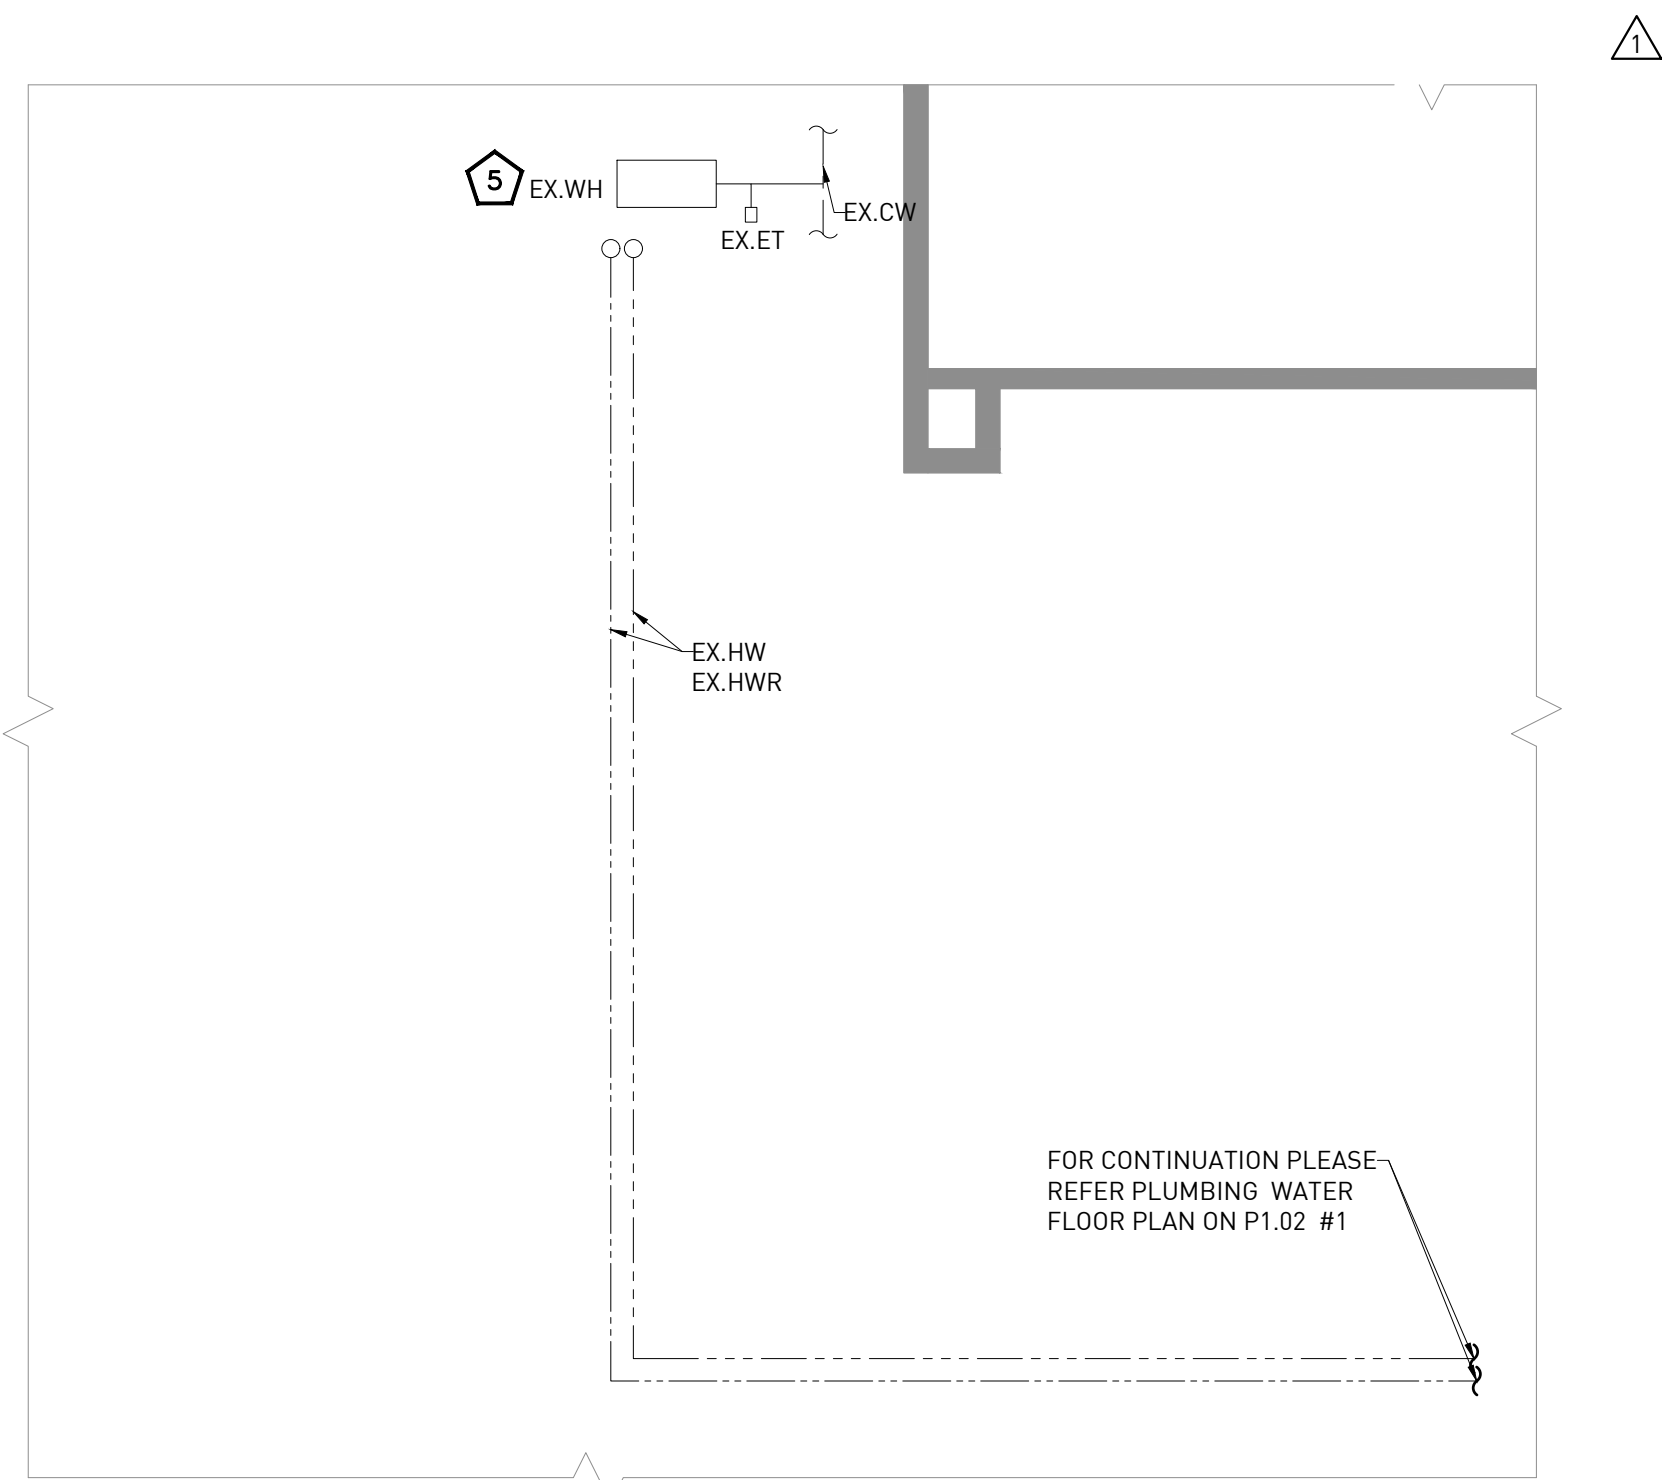 1
5
EX.WH
EX.CW
EX.ET
EX.HW
EX.HWR
FOR CONTINUATION PLEASE
REFER PLUMBING WATER
FLOOR PLAN ON P1.02 #1